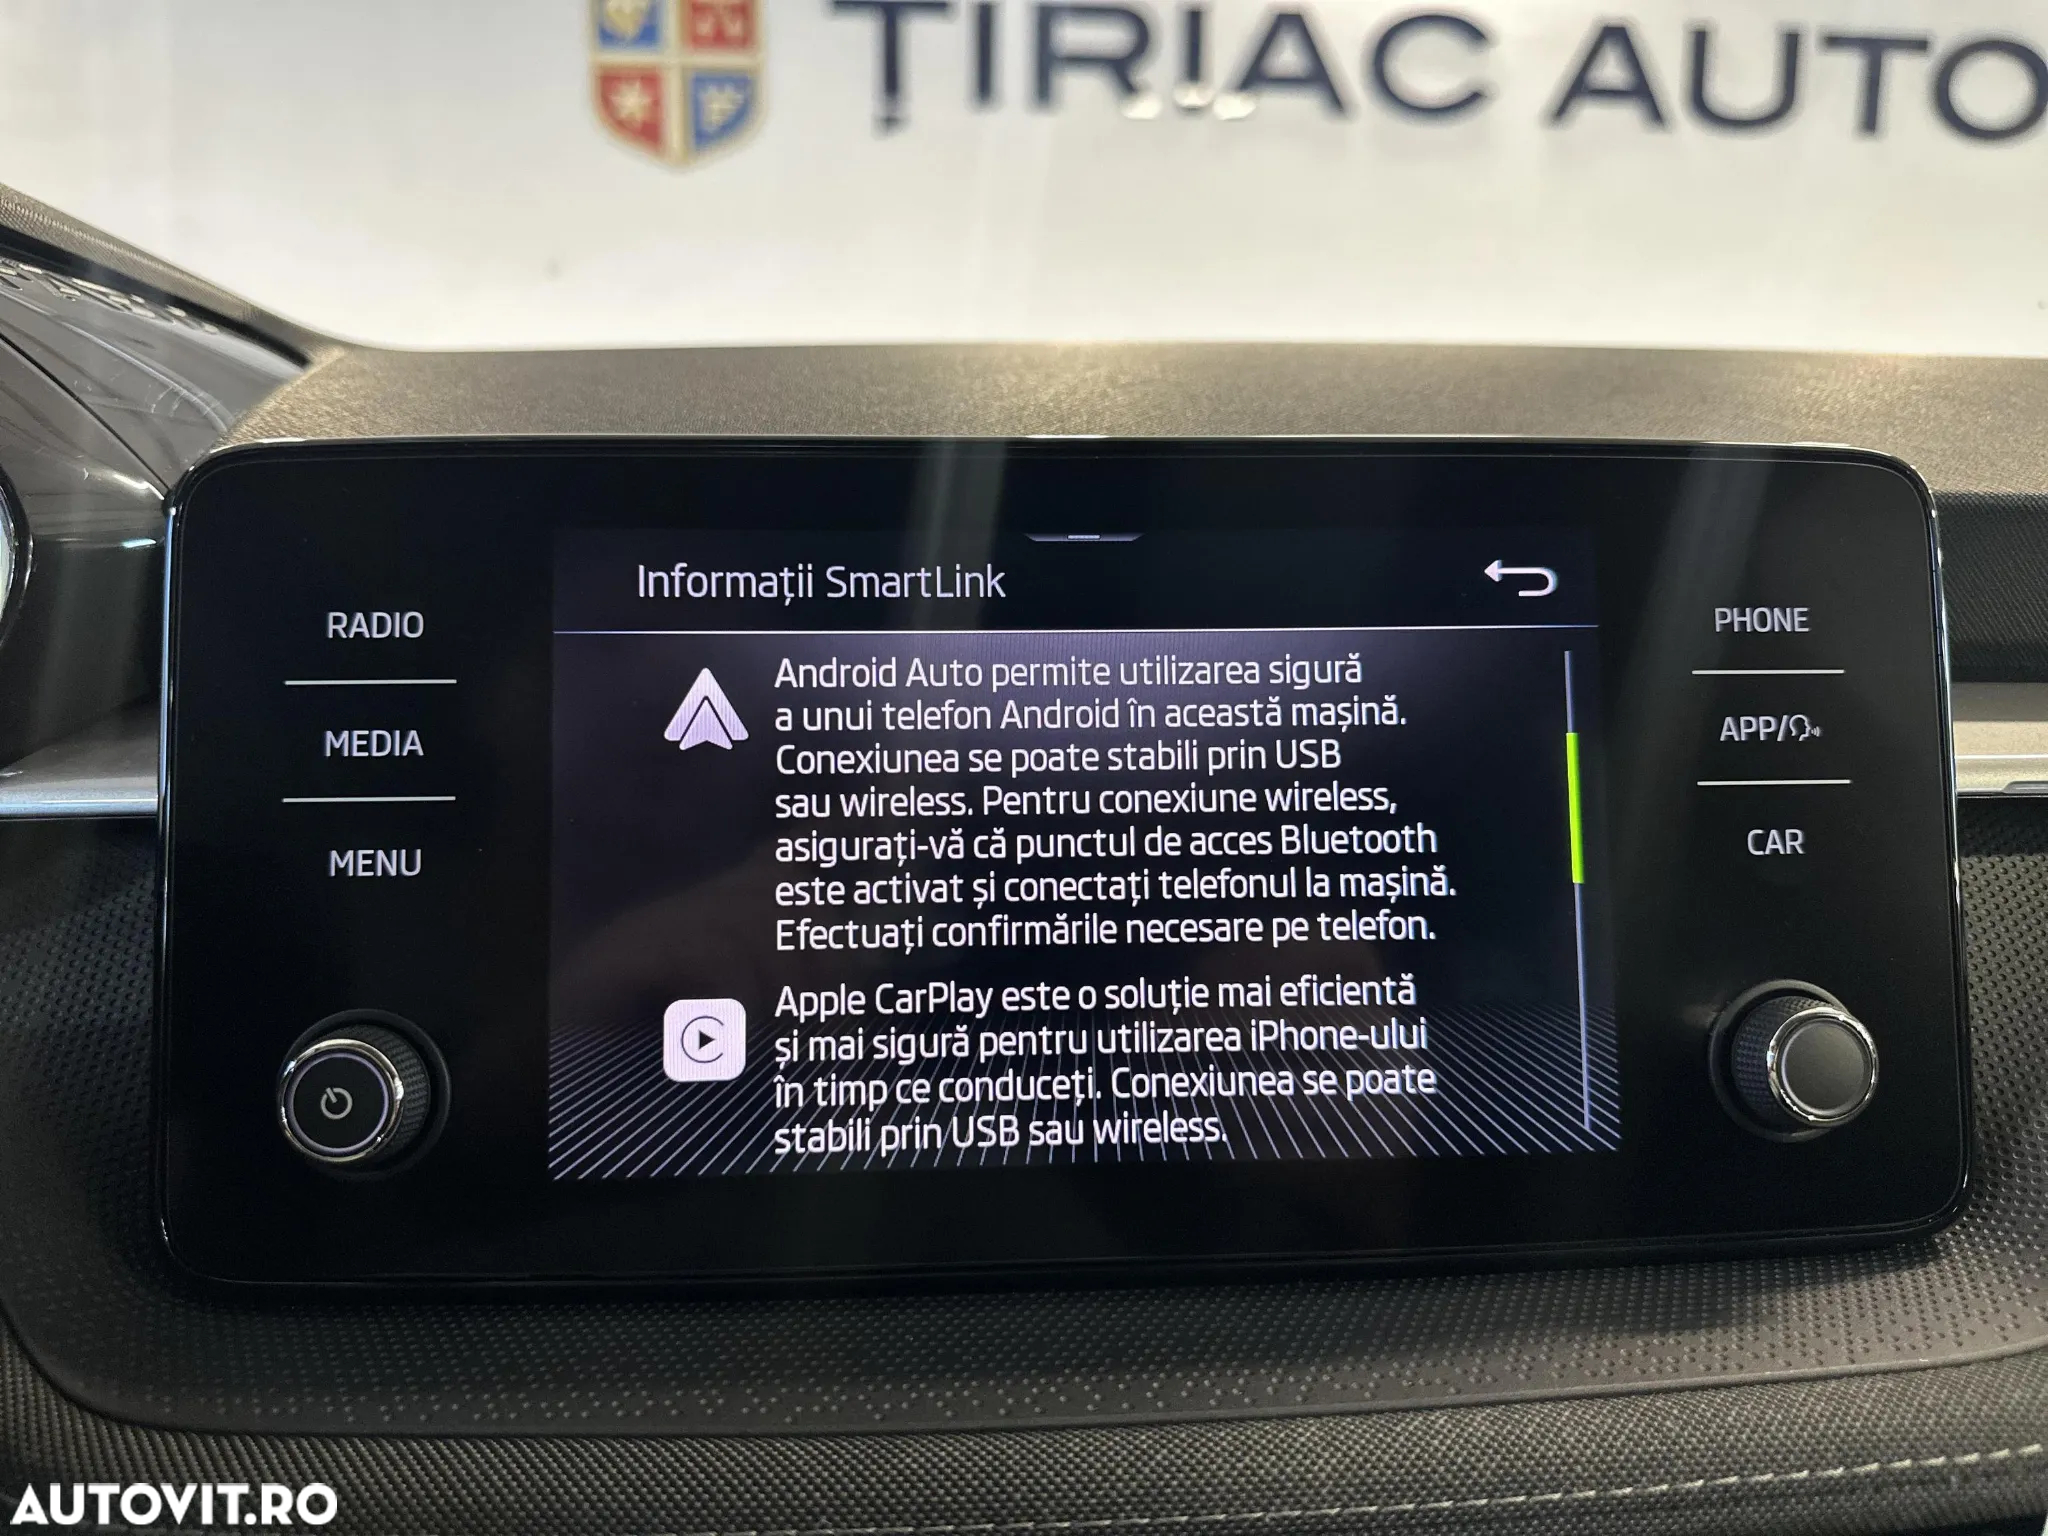 ȚIRIAC AUTO
Informații SmartLink
RADIO
MEDIA
MENU
Android Auto permite utilizarea sigură
a unui telefon Android în această mașină.
Conexiunea se poate stabili prin USB
sau wireless. Pentru conexiune wireless,
asigurați-vă că punctul de acces Bluetooth
este activat și conectați telefonul la mașină.
Efectuați confirmările necesare pe telefon.
Apple CarPlay este o soluție mai eficientă
și mai sigură pentru utilizarea iPhone-ului
în timp ce conduceți. Conexiunea se poate
stabili prin USB sau wireless.
PHONE
APP/
CAR
AUTOVIT.RO